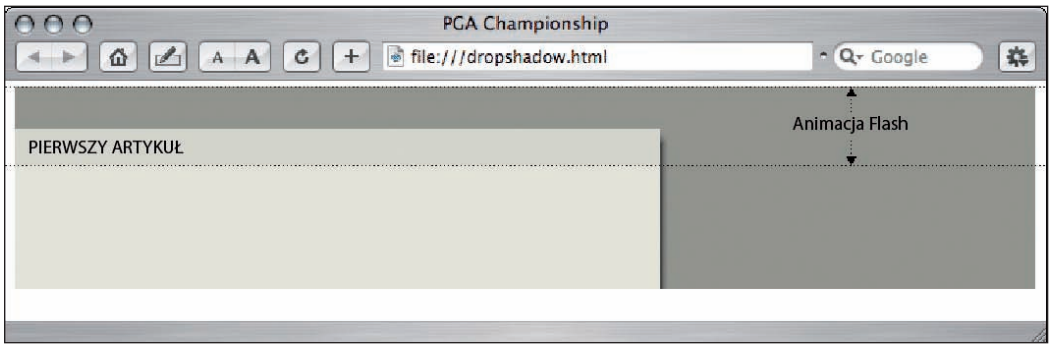 PGA Championship
A A
file:///dropshadow.html
Google
Animacja Flash
PIERWSZY ARTYKUŁ